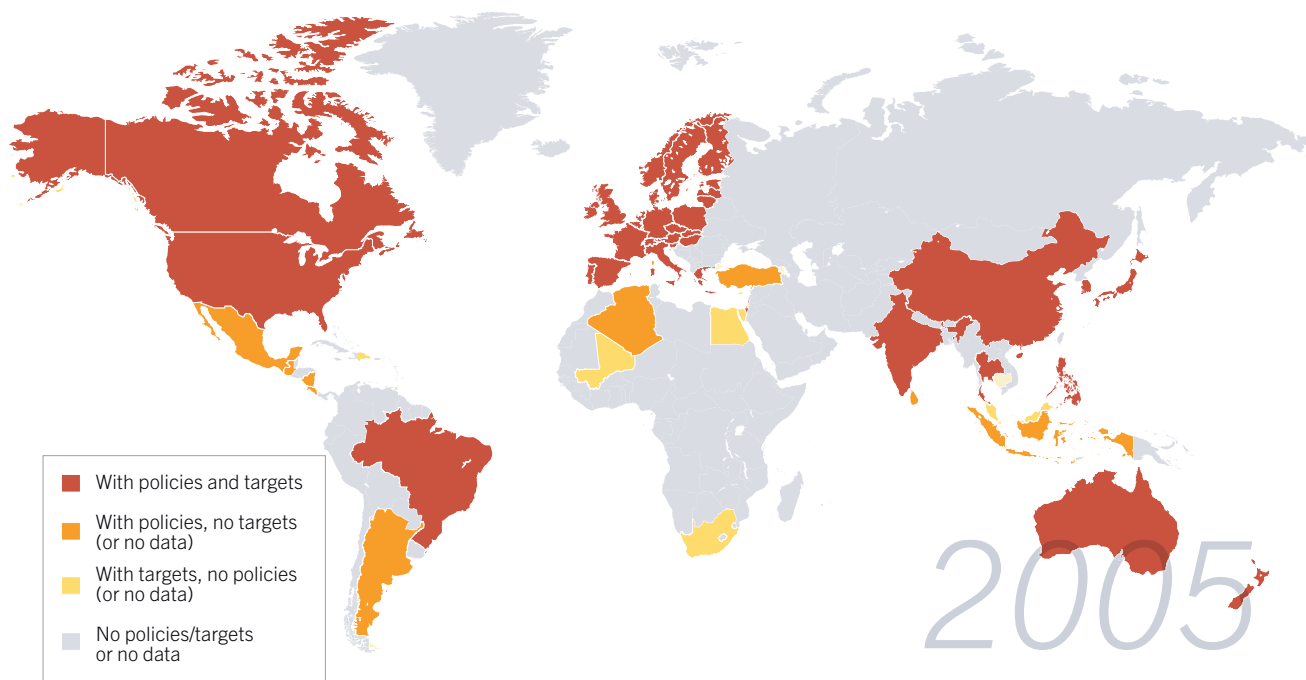 With policies and targets
With policies, no targets
(or no data)
With targets, no policies
(or no data)
No policies/targets
or no data
2005